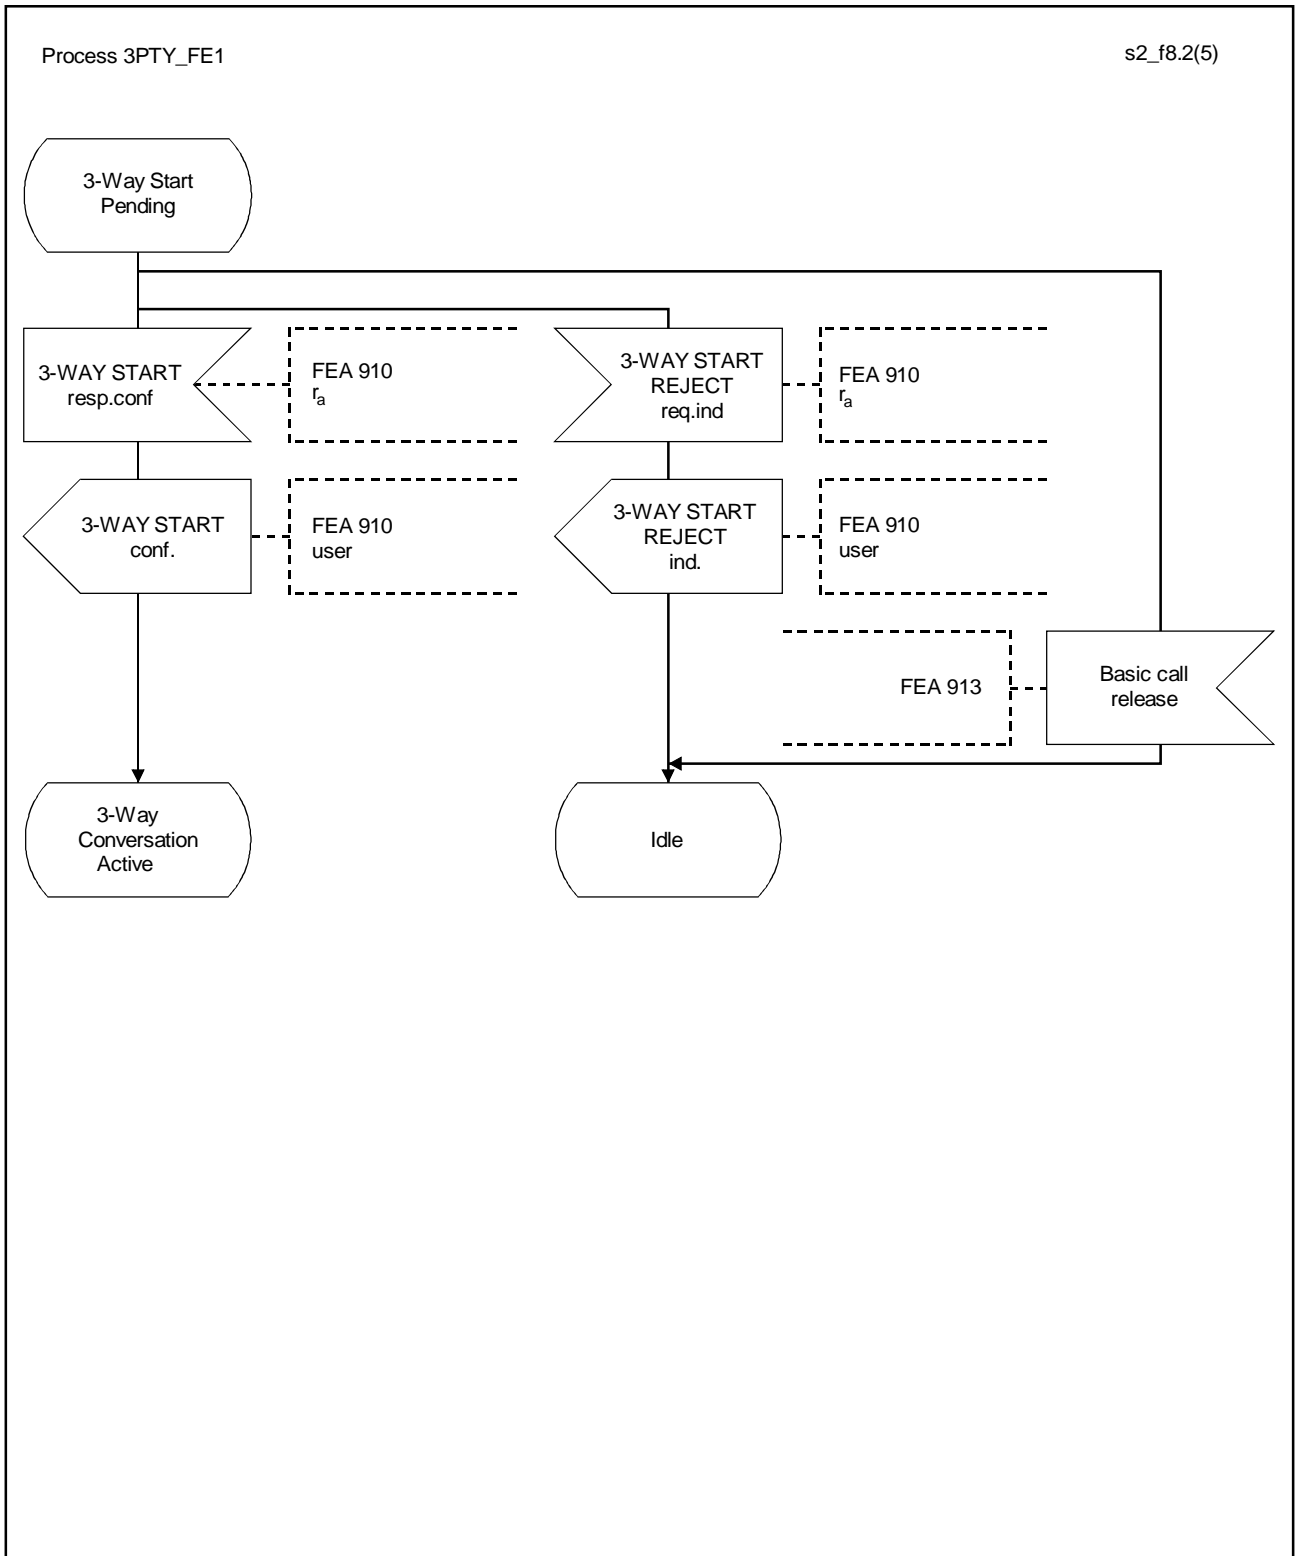 Process 3PTY_FE1
s2_f8.2(5)
3-Way Start
Pending
3-WAY START
resp.conf
FEA 910
ra
3-WAY START
REJECT
req.ind
FEA 910
ra
3-WAY START
conf.
FEA 910
user
3-WAY START
REJECT
ind.
FEA 910
user
FEA 913
Basic call
release
3-Way
Conversation
Active
Idle